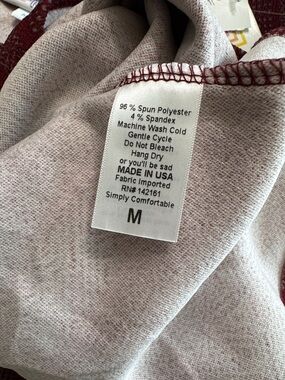 96 % Spun Polyester
4 % Spandex
Machine Wash Cold
Gentle Cycle
Do Not Bleach
Hang Dry
or you'll be sad
MADE IN USA
Fabric Imported
RN# 142161
Simply Comfortable
M